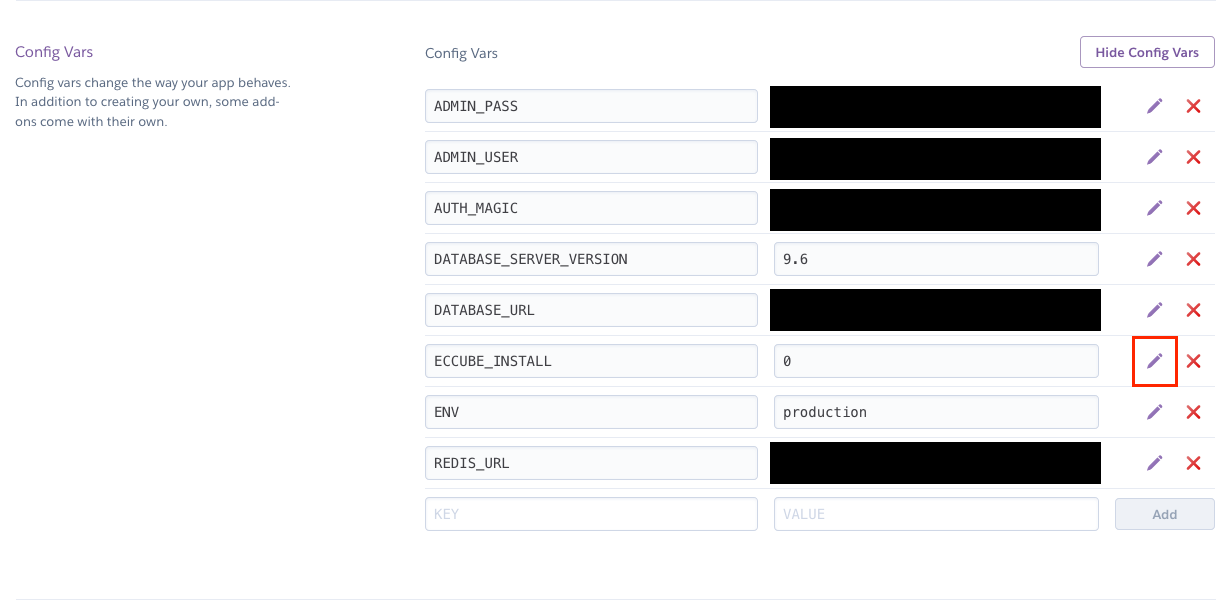 Config Vars
Config vars change the way your app behaves.
In addition to creating your own, some add-
ons come with their own.
Config Vars
Hide Config Vars
ADMIN_PASS
ADMIN_USER
AUTH_MAGIC
DATABASE_SERVER_VERSION 9.6
DATABASE_URL
ECCUBE_INSTALL 0
ENV production
REDIS_URL
KEY VALUE Add